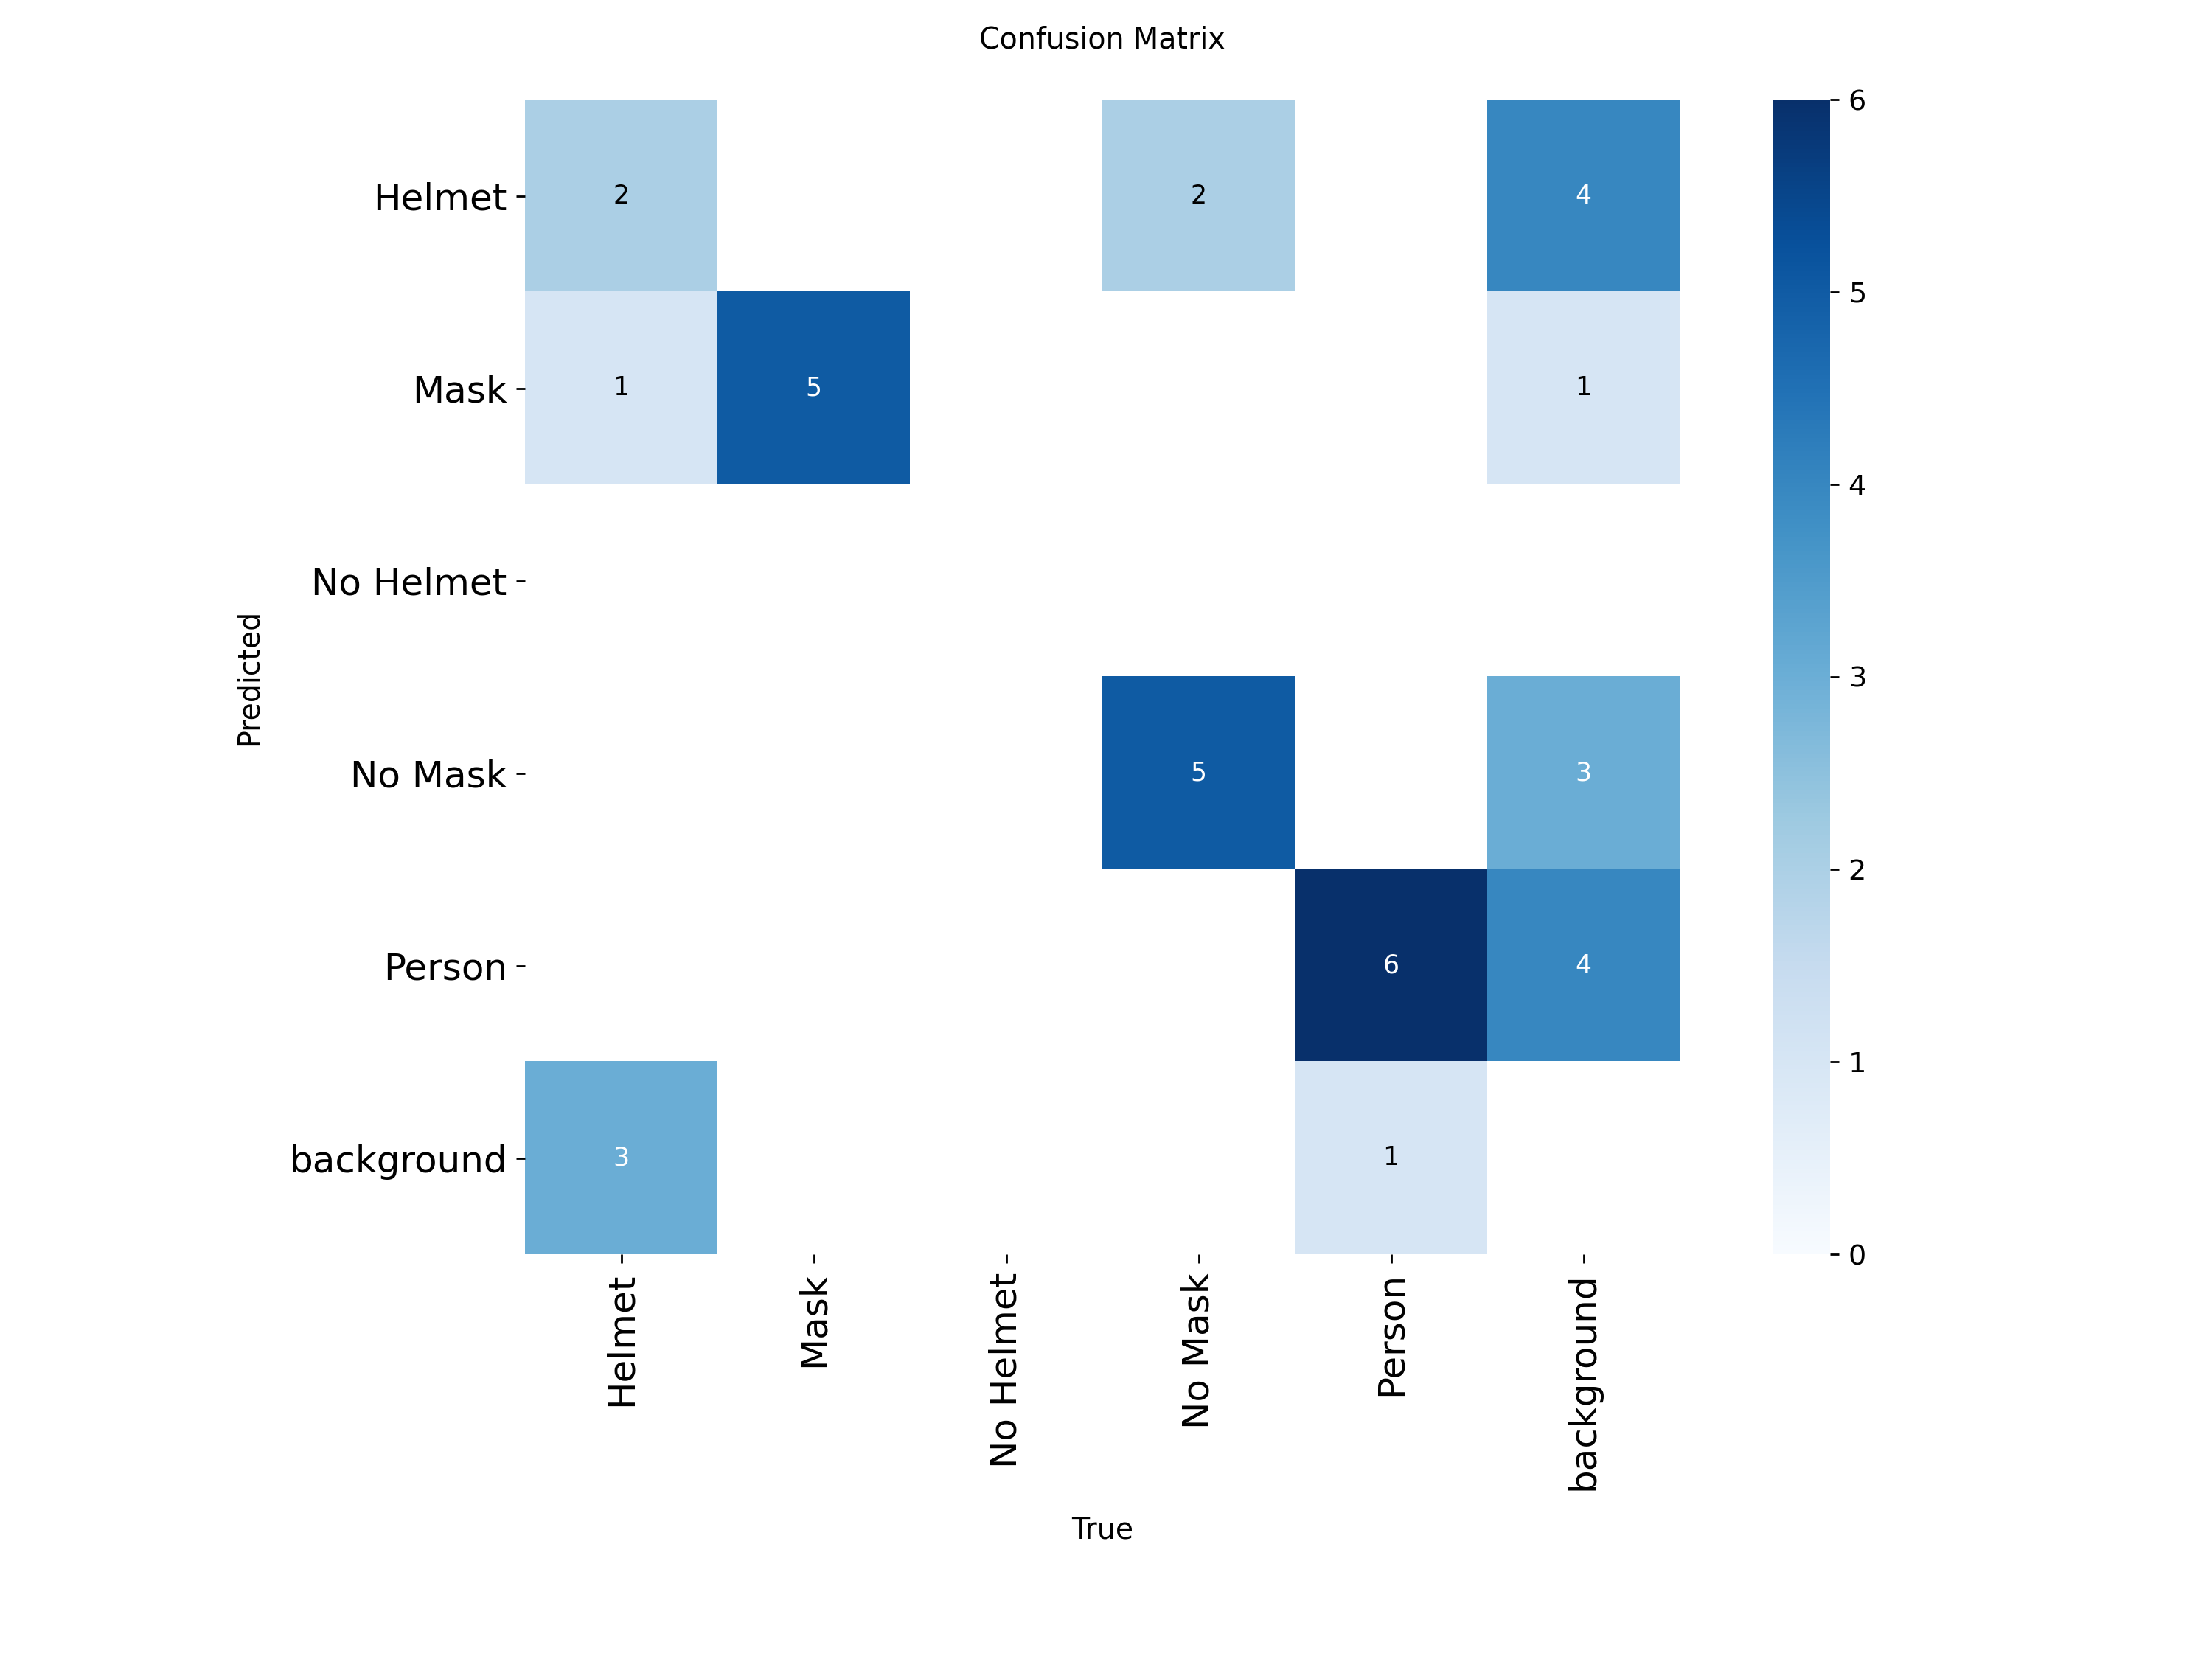 Confusion Matrix
Helmet
2
2
4
Mask
1
5
1
No Helmet
No Mask
5
3
Person
6
4
background
3
1
Predicted
Helmet
Mask
No Helmet
No Mask
Person
background
True
6
5
4
3
2
1
0